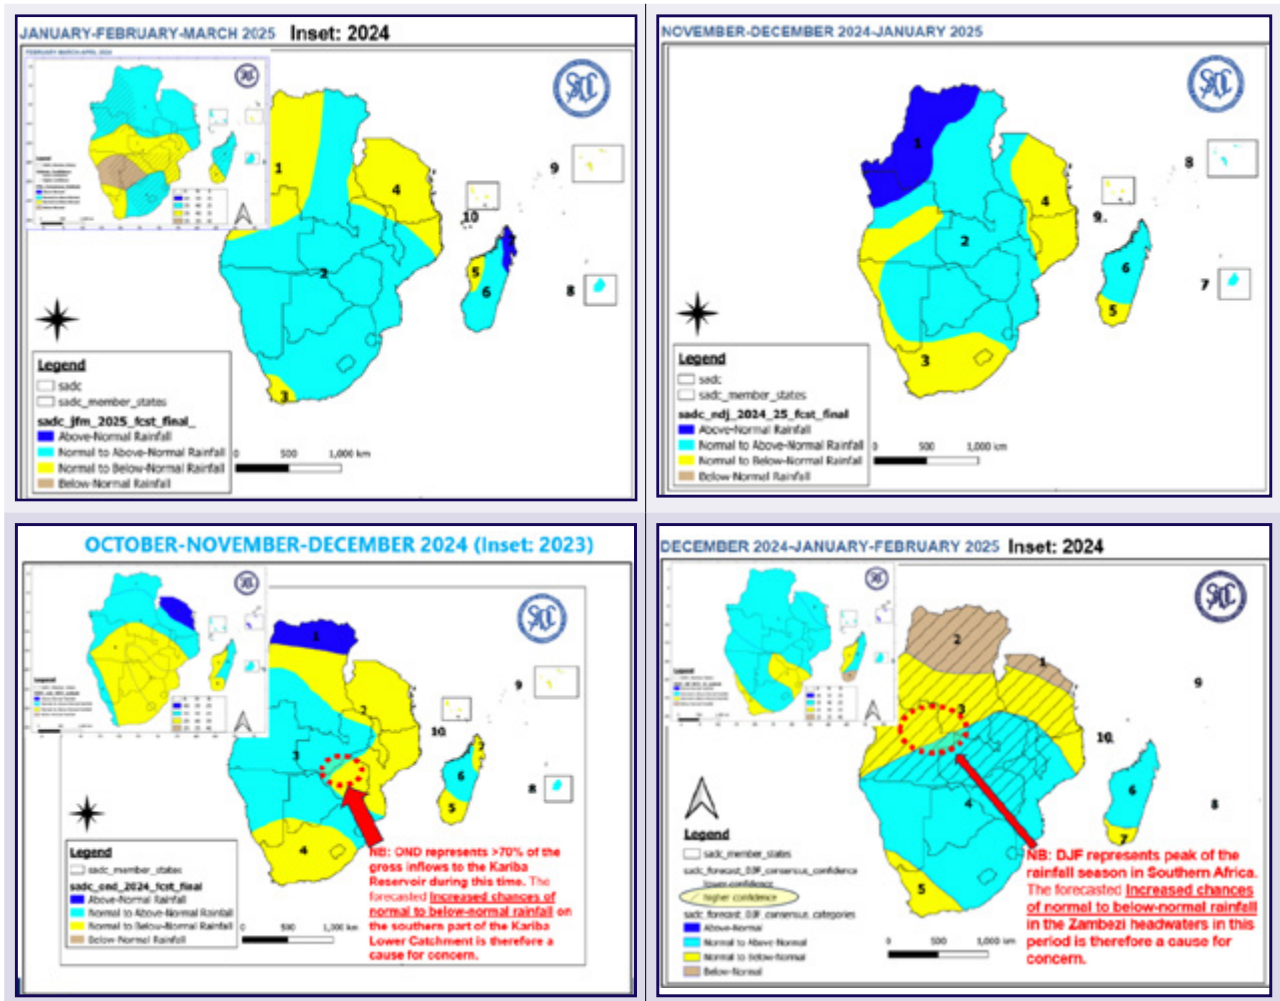 JANUARY-FEBRUARY-MARCH 2025 Inset: 2024
FEBRUARY-MARCH-APRIL 2024
1
4
9
10
2
5
6
8
3
Legend
sadc
sadc_member_states
sadc_jfm_2025_fcst_final_
Above-Normal Rainfall
Normal to Above-Normal Rainfall
Normal to Below-Normal Rainfall
Below-Normal Rainfall
0 500 1,000 km
NOVEMBER-DECEMBER 2024-JANUARY 2025
1
8
4
9.
2
6
7
5
3
Legend
sadc
sadc_member_states
sadc_ndj_2024_25_fcst_final
Above-Normal Rainfall
Normal to Above-Normal Rainfall
Normal to Below-Normal Rainfall
Below-Normal Rainfall
0 500 1,000 km
OCTOBER-NOVEMBER-DECEMBER 2024 (Inset: 2023)
1
9
2
10.
3
7
6
8
5
4
Legend
sadc_member_states
sadc_ond_2024_fcst_final
Above-Normal Rainfall
Normal to Above-Normal Rainfall
Normal to Below-Normal Rainfall
Below-Normal Rainfall
0 500 1,000 km
NB: OND represents >70% of the
gross inflows to the Kariba
Reservoir during this time. The
forecasted Increased chances of
normal to below-normal rainfall on
the southern part of the Kariba
Lower Catchment is therefore a
cause for concern.
DECEMBER 2024-JANUARY-FEBRUARY 2025 Inset: 2024
2
1
9
3
10.
6
4
8
7
5
Legend
sadc_member_states
sadc_forecast_DJF_consensus_confidence
lower confidence
higher confidence
sadc_forecast_DJF_consensus_categories
Above-Normal
Normal to Above-Normal
Normal to Below-Normal
Below-Normal
0 500 1,000 km
NB: DJF represents peak of the
rainfall season in Southern Africa.
The forecasted Increased chances
of normal to below-normal rainfall
in the Zambezi headwaters in this
period is therefore a cause for
concern.